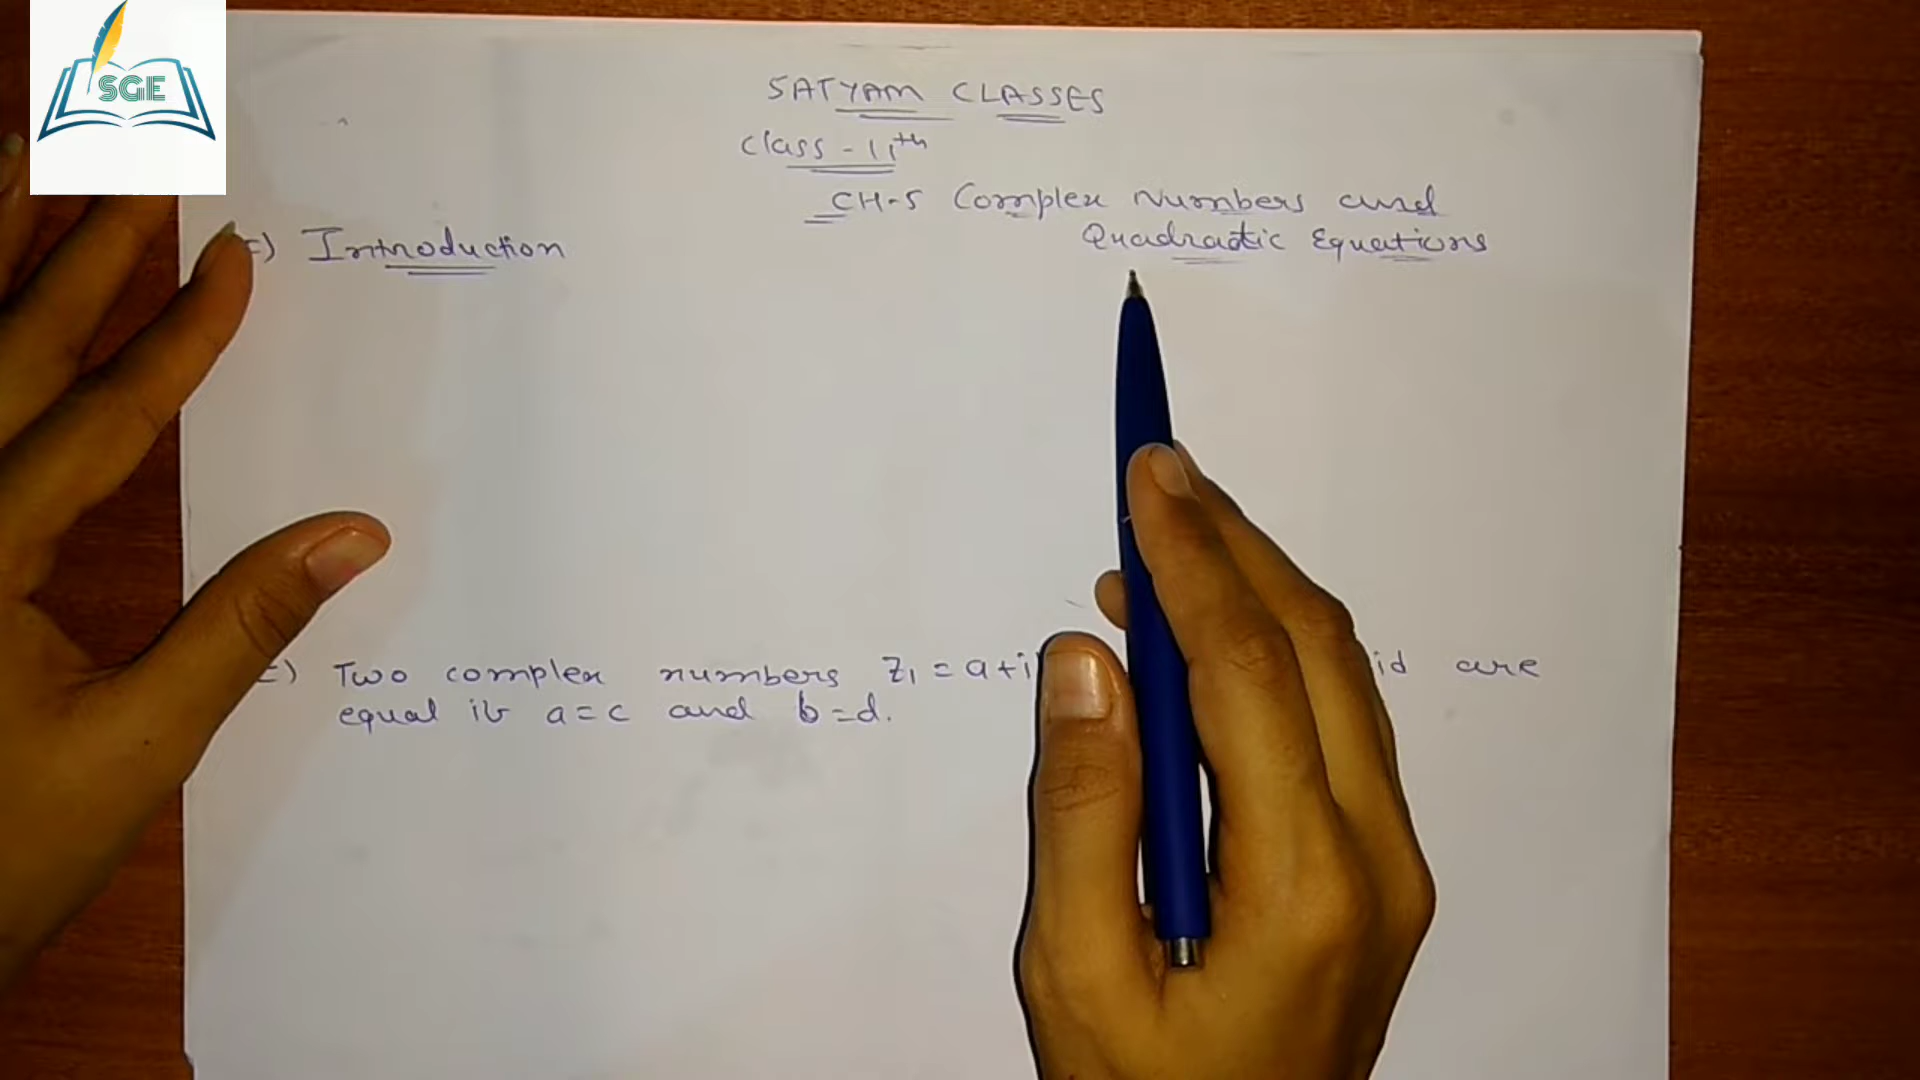 SGE
SATYAM CLASSES
Class - 11th
CH-5 Complex Numbers and
Quadractic Equations
Introduction
Two complex numbers z₁ = a+i id are
equal if a=c and b=d.